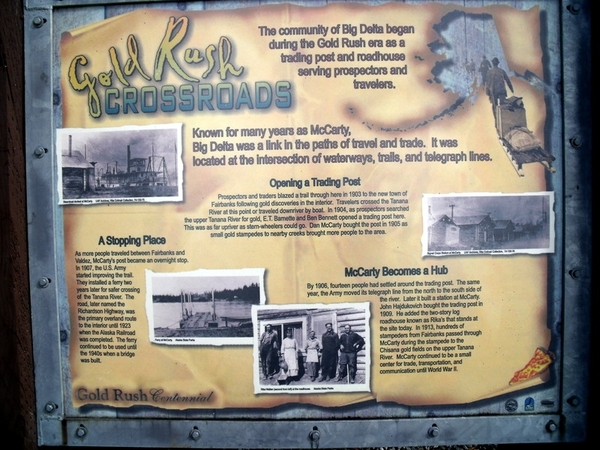 Gold Rush
CROSSROADS
The community of Big Delta began
during the Gold Rush era as a
trading post and roadhouse
serving prospectors and
travelers.
Known for many years as McCarty,
Big Delta was a link in the paths of travel and trade. It was
located at the intersection of waterways, trails, and telegraph lines.
Opening a Trading Post
Prospectors and traders blazed a trail through here in 1903 to the new town of
Fairbanks following gold discoveries in the interior. Travelers crossed the Tanana
River at this point or traveled downriver by boat. In 1904, as prospectors searched
the upper Tanana River for gold, E.T. Barnette and Ben Bennett opened a trading post here.
This was as far upriver as stern-wheelers could go. Dan McCarty bought the post in 1905 as
small gold stampedes to nearby creeks brought more people to the area.
A Stopping Place
As more people traveled between Fairbanks and
Valdez, McCarty's post became an overnight stop.
In 1907, the U.S. Army
started improving the trail.
They installed a ferry two
years later for safer crossing
of the Tanana River. The
road, later named the
Richardson Highway, was
the primary overland route
to the interior until 1923
when the Alaska Railroad
was completed. The ferry
continued to be used until
the 1940s when a bridge
was built.
McCarty Becomes a Hub
By 1906, fourteen people had settled around the trading post. The same
year, the Army moved its telegraph line from the north to the south side of
the river. Later it built a station at McCarty.
John Hajdukovich bought the trading post in
1909. He added the two-story log
roadhouse known as Rika's that stands at
the site today. In 1913, hundreds of
stampeders from Fairbanks passed through
McCarty during the stampede to the
Chisana gold fields on the upper Tanana
River. McCarty continued to be a small
center for trade, transportation, and
communication until World War II.
Ferry at McCarty Alaska State Parks
Alaska State Parks
Gold Rush Centennial